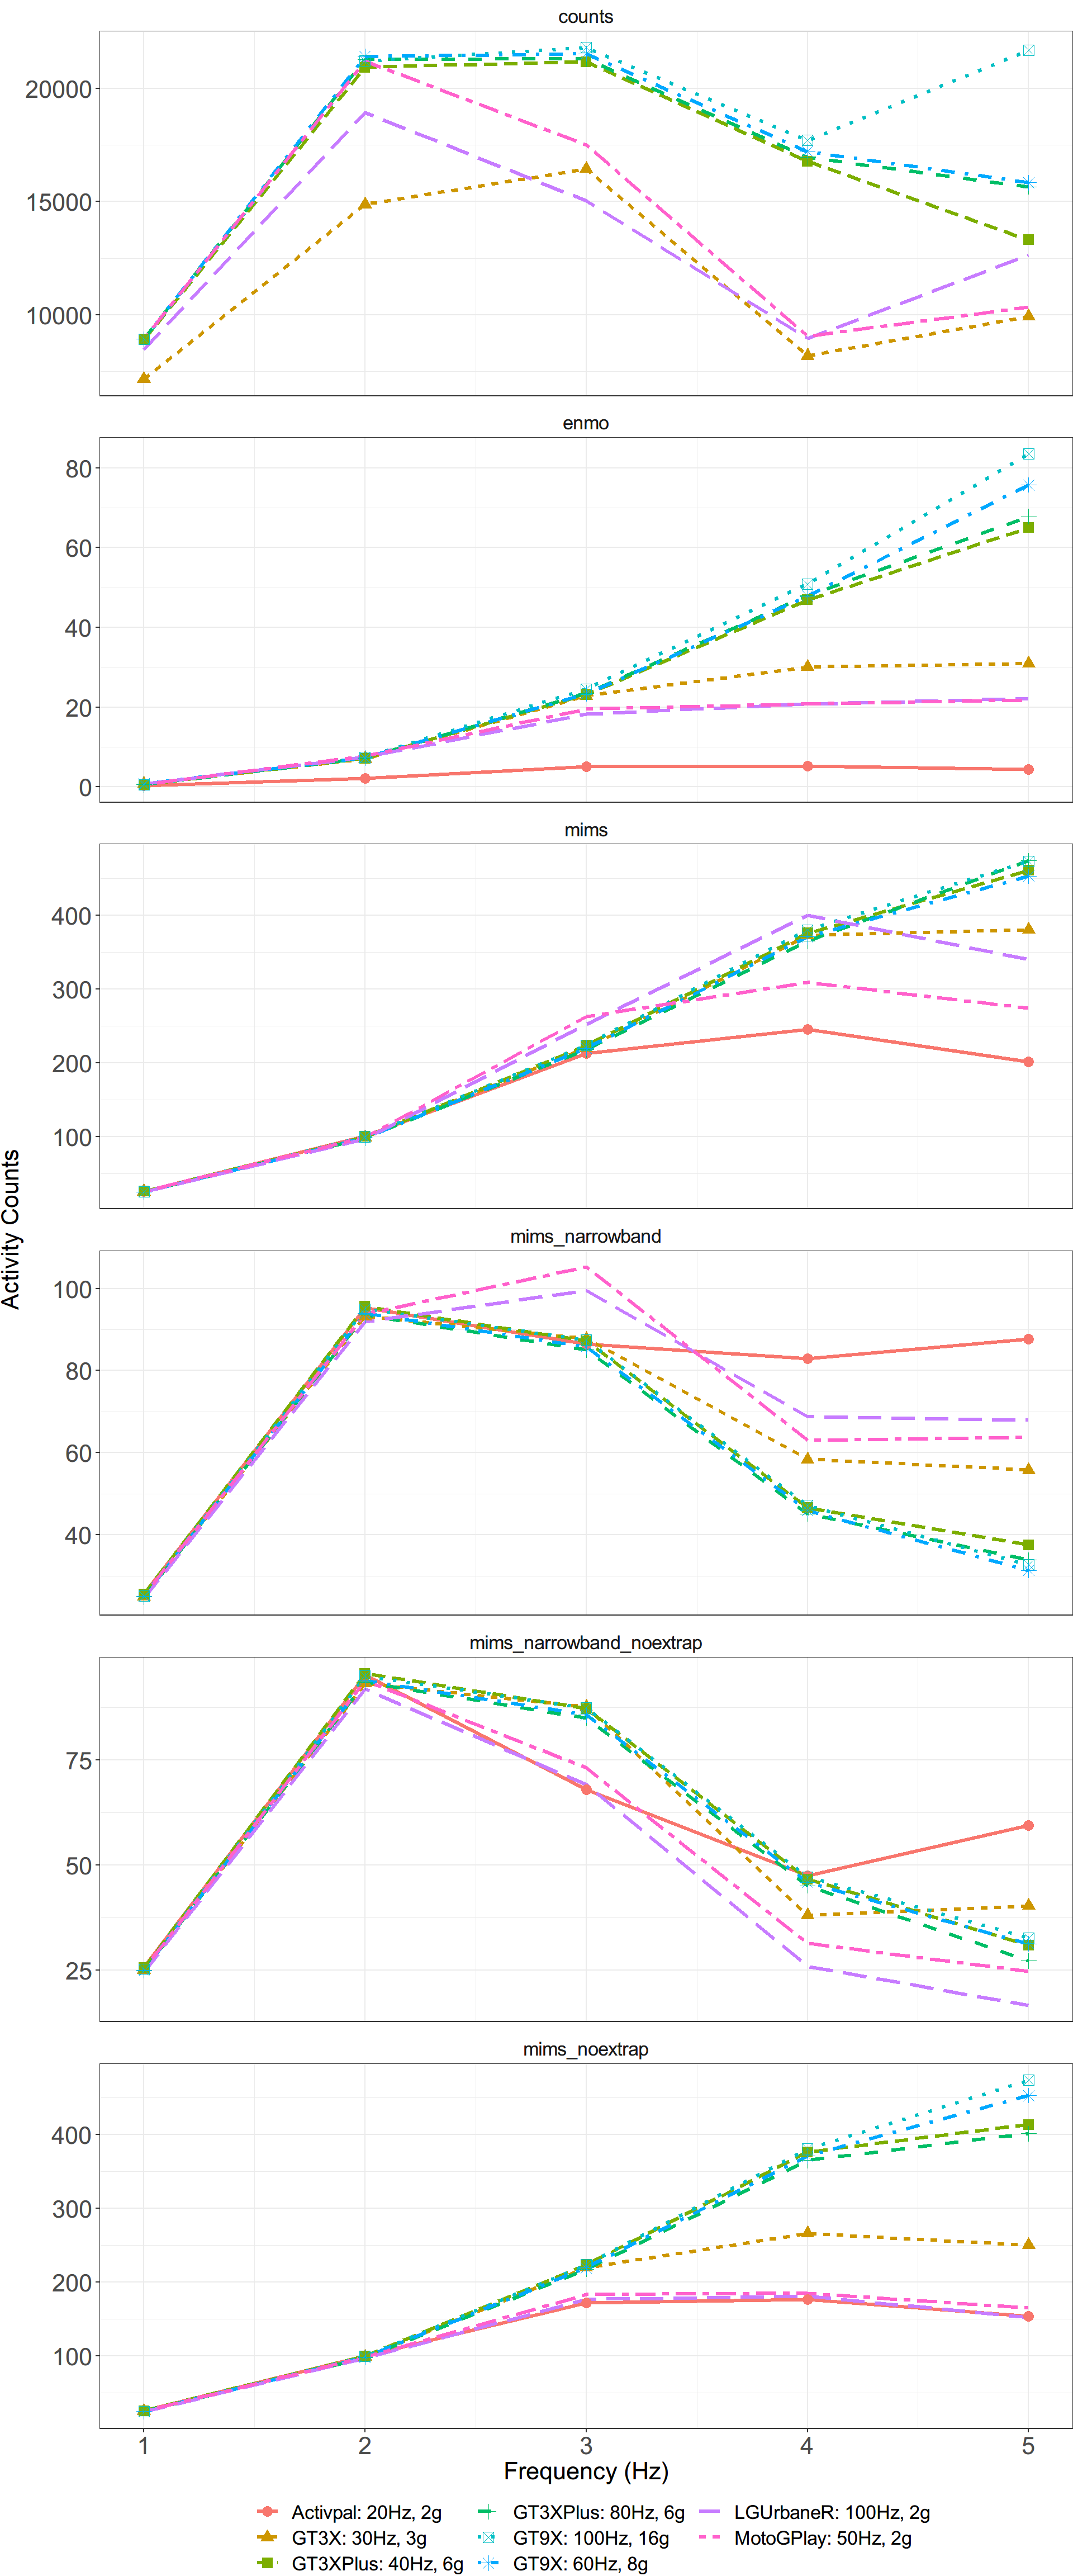 counts
20000
15000
10000
enmo
80
60
40
20
0
mims
400
300
200
100
mims_narrowband
100
80
60
40
mims_narrowband_noextrap
75
50
25
mims_noextrap
400
300
200
100
Activity Counts
1 2 3 4 5
Frequency (Hz)
Activpal: 20Hz, 2g GT3XPlus: 80Hz, 6g LGUrbaneR: 100Hz, 2g
GT3X: 30Hz, 3g GT9X: 100Hz, 16g MotoGPlay: 50Hz, 2g
GT3XPlus: 40Hz, 6g GT9X: 60Hz, 8g